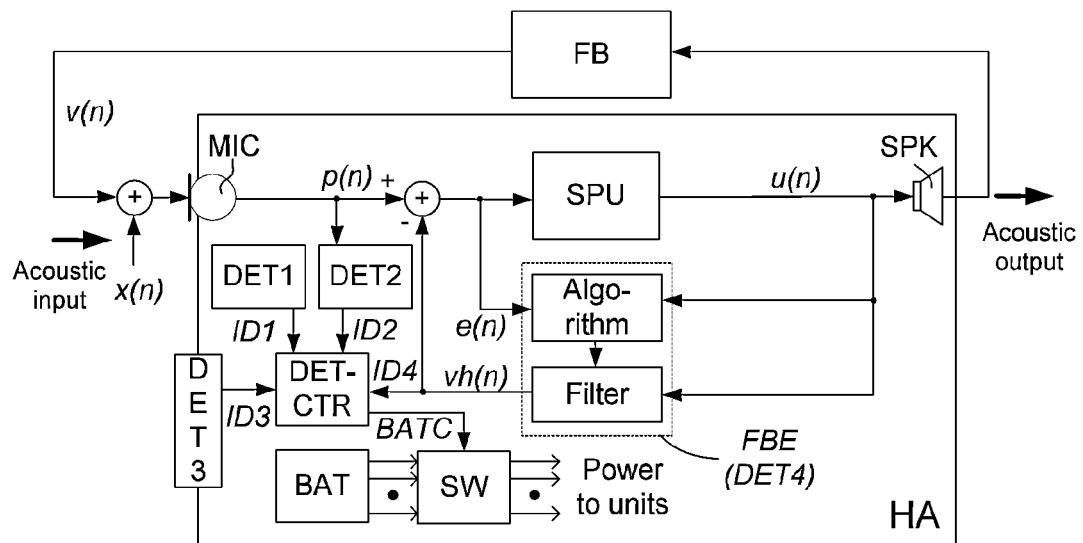 FB
v(n)
MIC
SPK
p(n)
+
+
+
-
SPU
u(n)
Acoustic
input
x(n)
Acoustic
output
DET1
DET2
Algo-
rithm
e(n)
ID1
ID2
D
E
T
3
ID3
DET-
CTR
ID4
vh(n)
Filter
BATC
FBE
(DET4)
BAT
SW
Power
to units
HA